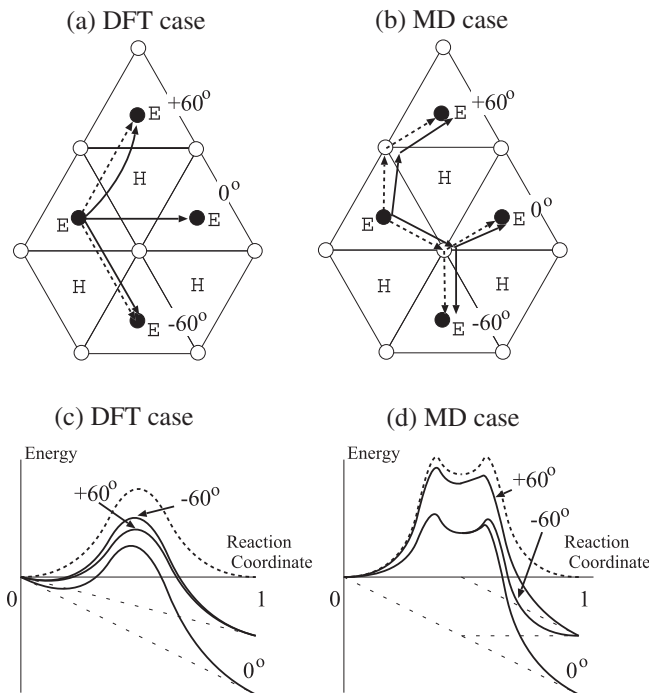 (a) DFT case
(b) MD case
E +60°
E +60°
H
H
0°
0°
E
E
E
E
H
H
H
H
-60°
-60°
E
E
(c) DFT case
(d) MD case
Energy
Energy
+60°
-60°
+60°
-60°
Reaction
Coordinate
Reaction
Coordinate
0
1
0
1
0°
0°